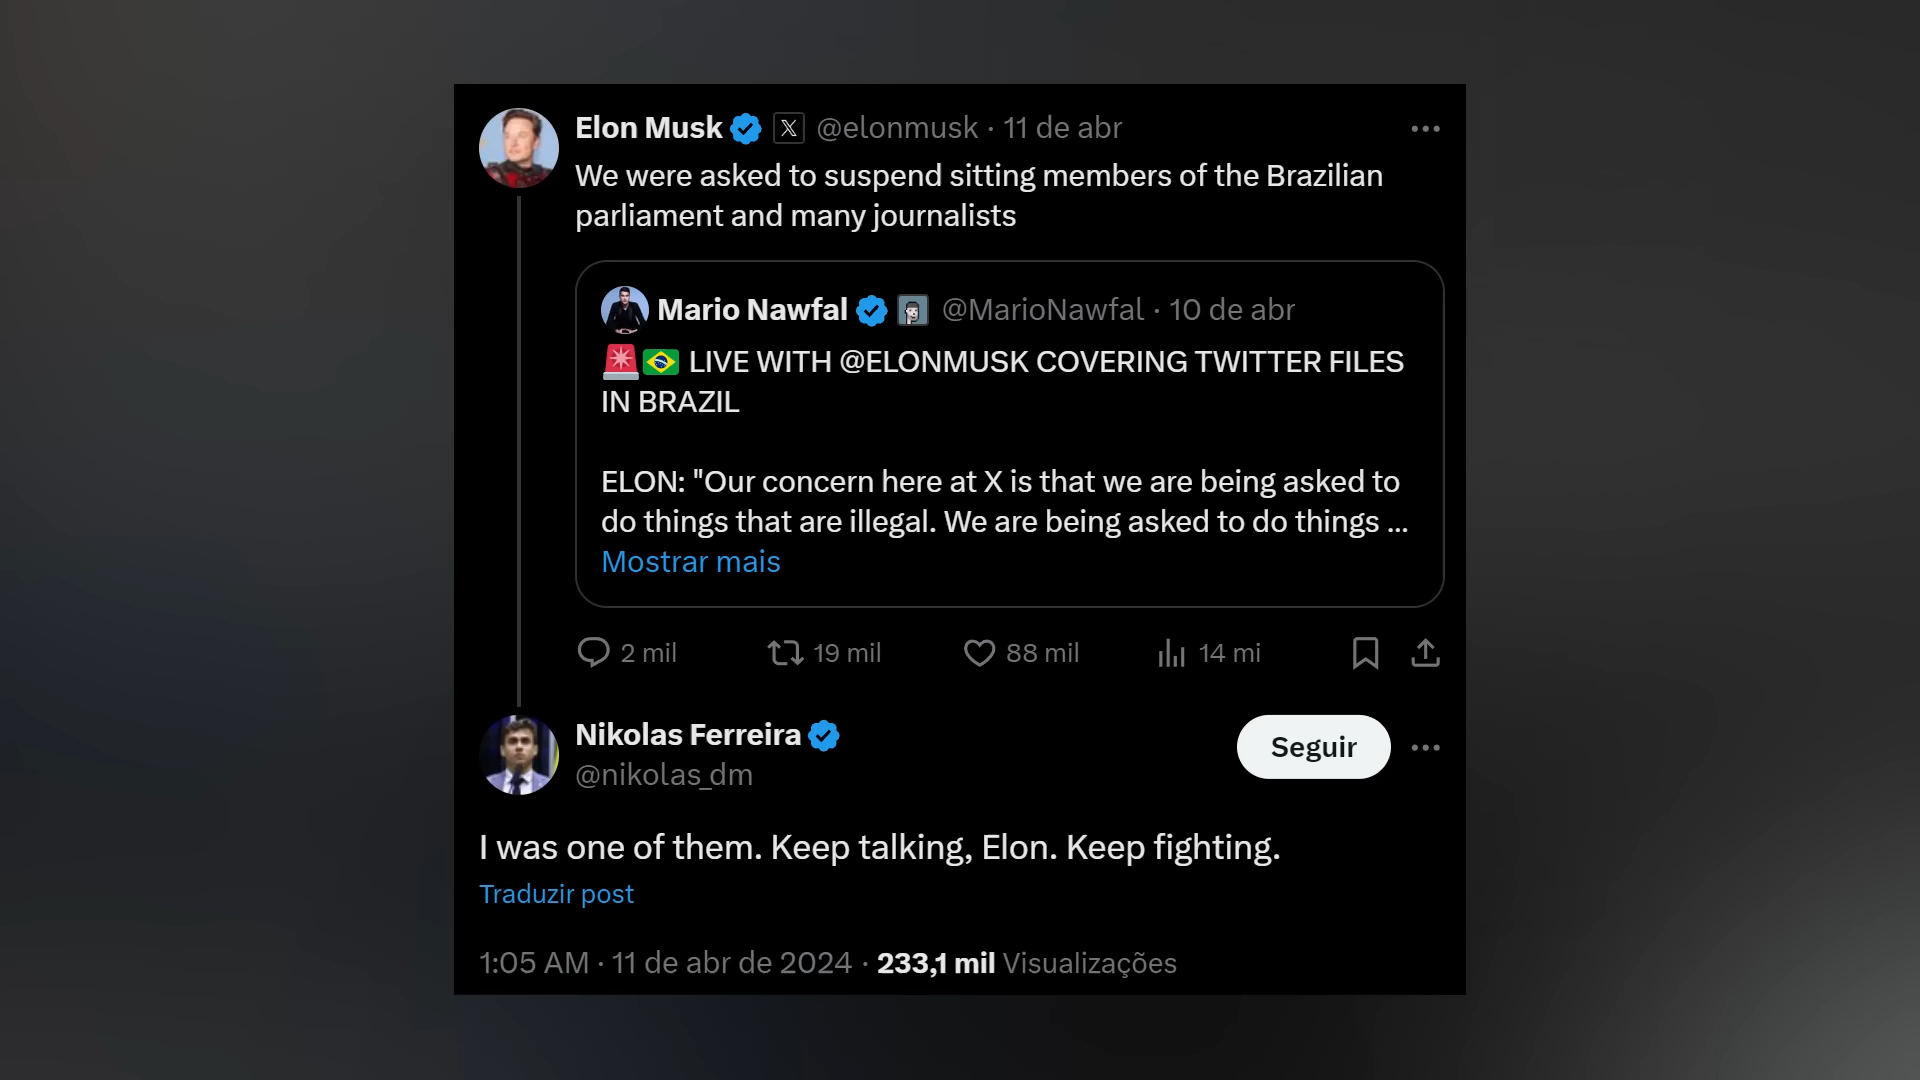 Elon Musk @elonmusk · 11 de abr
We were asked to suspend sitting members of the Brazilian
parliament and many journalists
Mario Nawfal @MarioNawfal · 10 de abr
🚨🇧🇷 LIVE WITH @ELONMUSK COVERING TWITTER FILES
IN BRAZIL
ELON: "Our concern here at X is that we are being asked to
do things that are illegal. We are being asked to do things ...
Mostrar mais
2 mil 19 mil 88 mil 14 mi
Nikolas Ferreira
@nikolas_dm
Seguir
I was one of them. Keep talking, Elon. Keep fighting.
Traduzir post
1:05 AM · 11 de abr de 2024 · 233,1 mil Visualizações